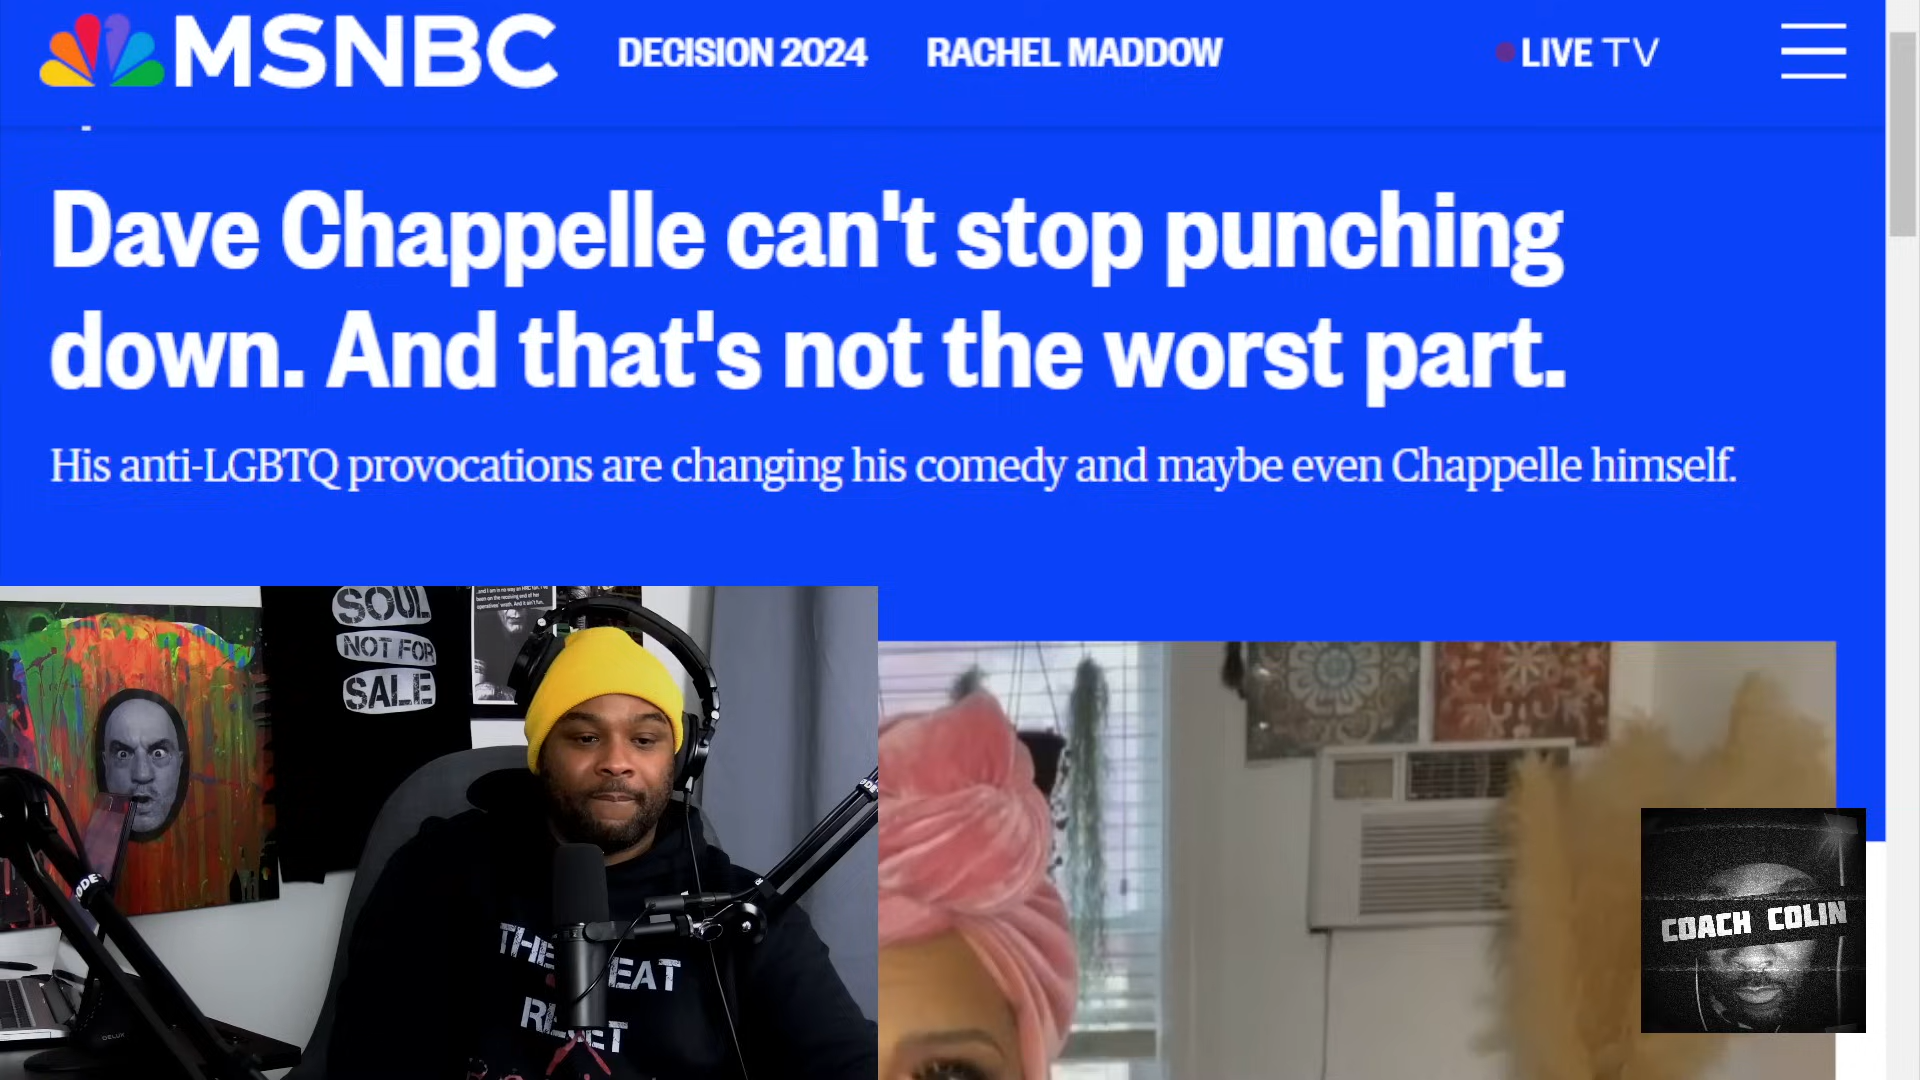 MSNBC
DECISION 2024
RACHEL MADDOW
LIVE TV
Dave Chappelle can't stop punching
down. And that's not the worst part.
His anti-LGBTQ provocations are changing his comedy and maybe even Chappelle himself.
SOUL
NOT FOR
SALE
COACH COLIN
DELUX